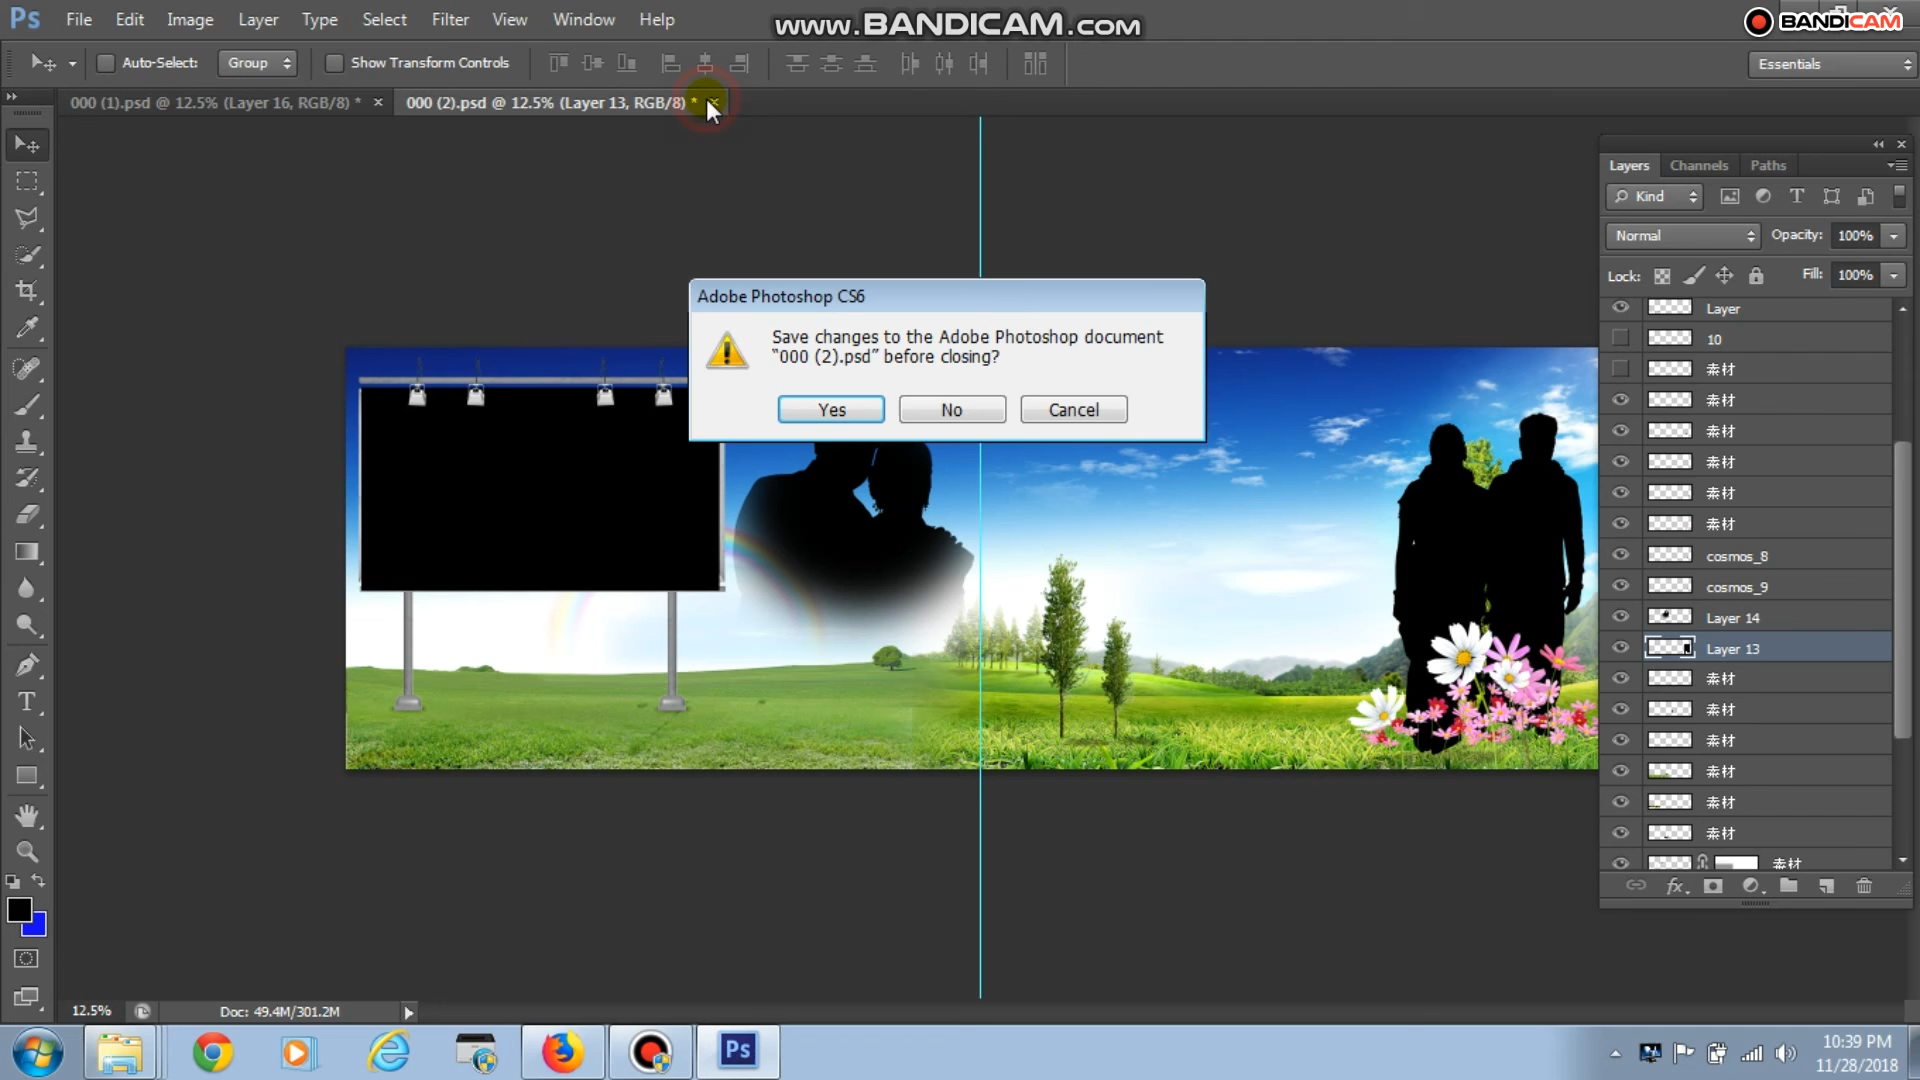 Ps File Edit Image Layer Type Select Filter View Window Help
www.BANDICAM.com
BANDICAM
Auto-Select: Group Show Transform Controls
Essentials
000 (1).psd @ 12.5% (Layer 16, RGB/8) *
000 (2).psd @ 12.5% (Layer 13, RGB/8) *
Layers Channels Paths
Kind
Normal Opacity: 100%
Lock: Fill: 100%
Adobe Photoshop CS6
Save changes to the Adobe Photoshop document
“000 (2).psd” before closing?
Yes No Cancel
Layer
10
素材
素材
素材
素材
素材
素材
cosmos_8
cosmos_9
Layer 14
Layer 13
素材
素材
素材
素材
素材
素材
素材
fx
12.5% Doc: 49.4M/301.2M
Ps
10:39 PM
11/28/2018